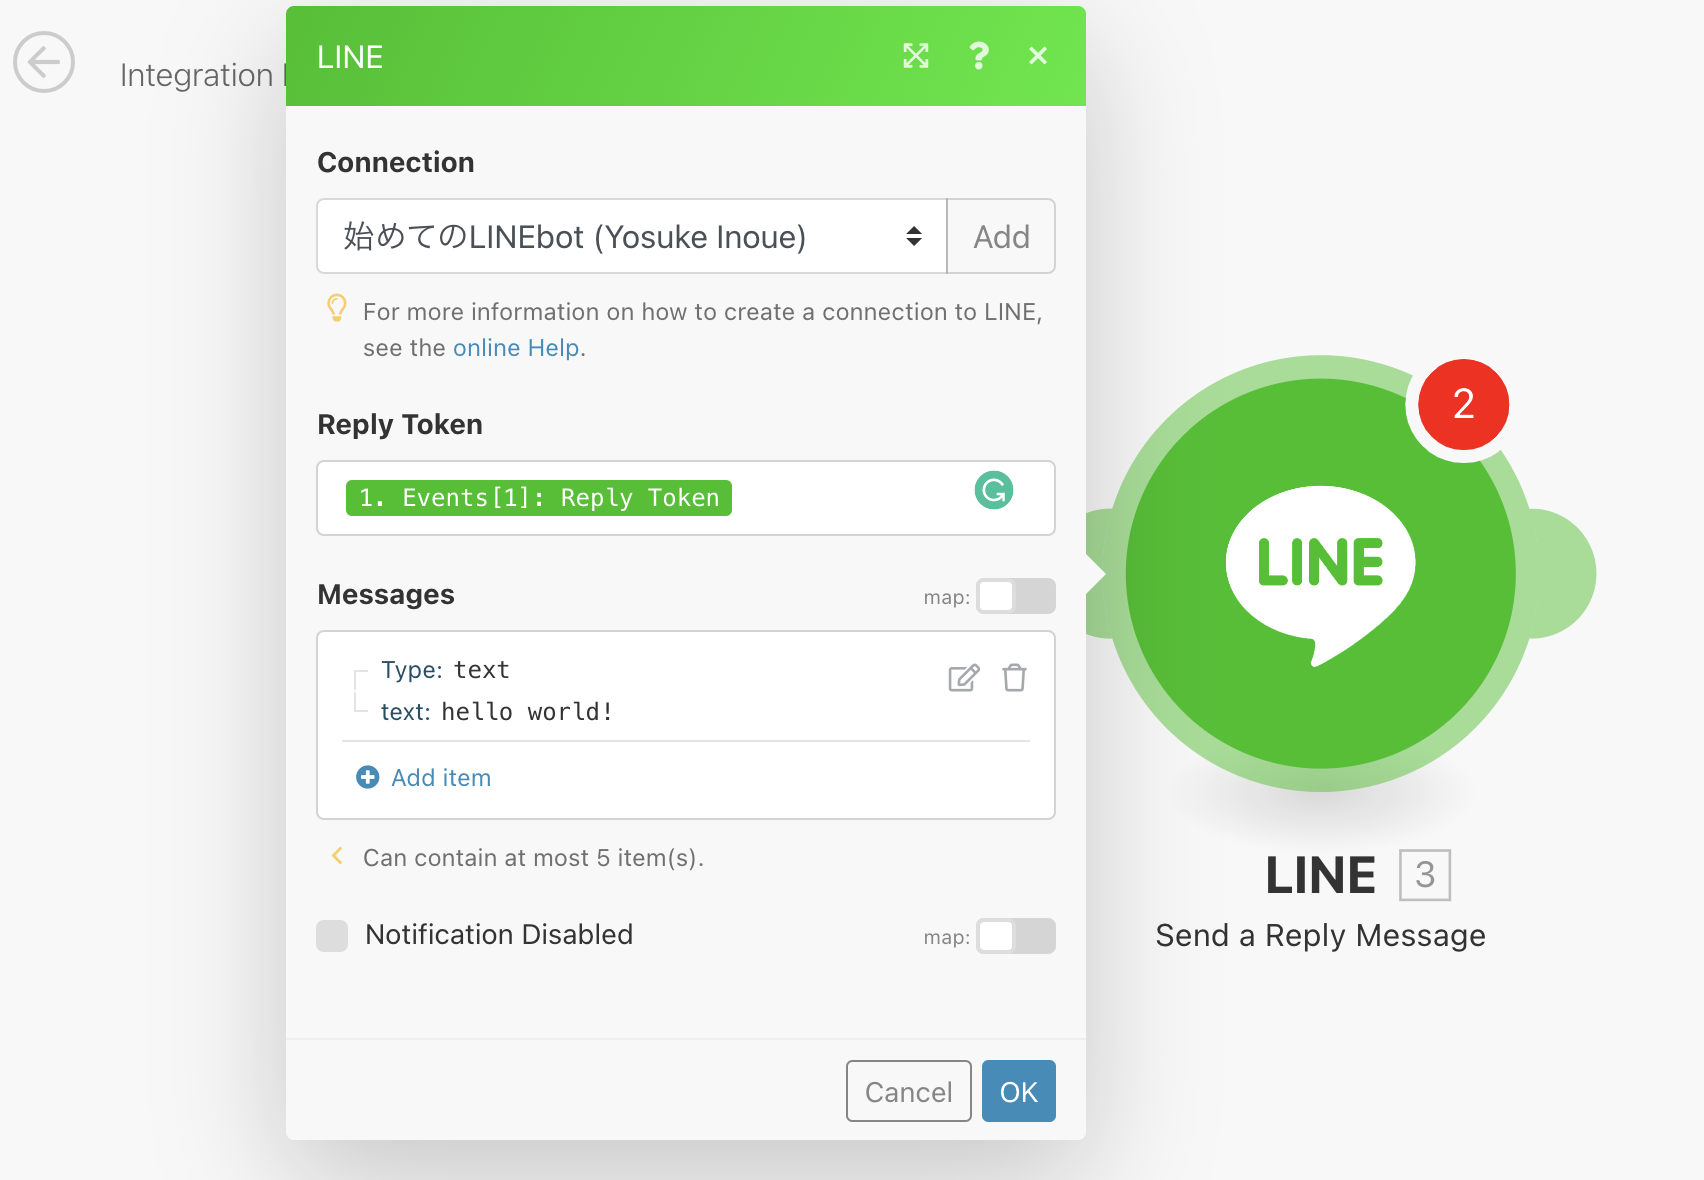 Integration
LINE
?
Connection
始めてのLINEbot (Yosuke Inoue)
Add
For more information on how to create a connection to LINE,
see the online Help.
Reply Token
1. Events[1]: Reply Token
Messages
map:
Type: text
text: hello world!
Add item
Can contain at most 5 item(s).
Notification Disabled
map:
Cancel
OK
2
LINE
LINE 3
Send a Reply Message